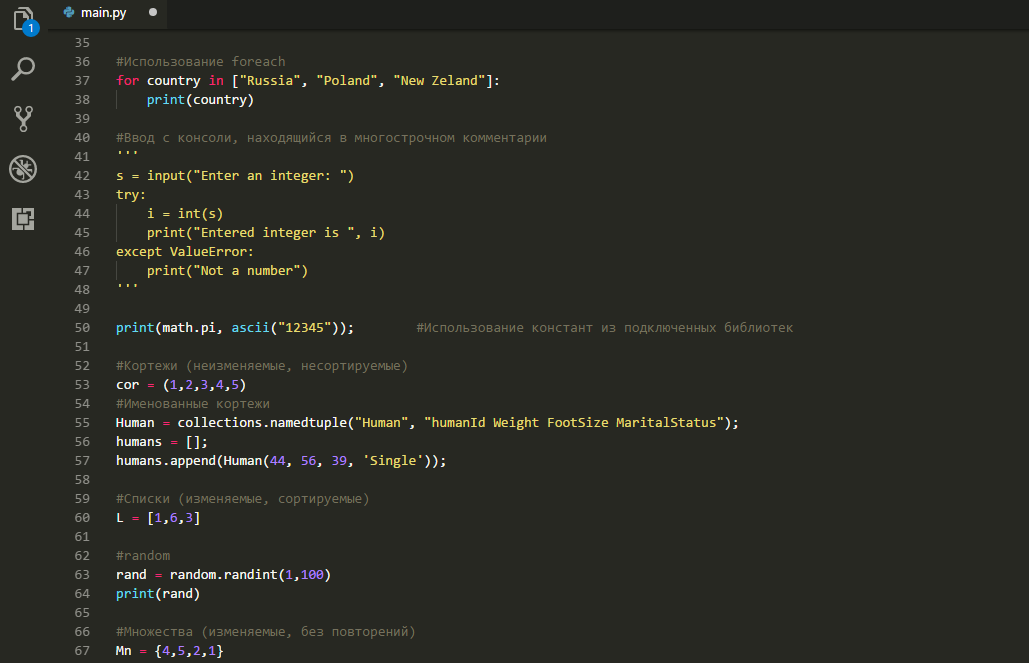 1
main.py
35
36 #Использование foreach
37 for country in ["Russia", "Poland", "New Zeland"]:
38     print(country)
39
40 #Ввод с консоли, находящийся в многострочном комментарии
41 '''
42 s = input("Enter an integer: ")
43 try:
44     i = int(s)
45     print("Entered integer is ", i)
46 except ValueError:
47     print("Not a number")
48 '''
49
50 print(math.pi, ascii("12345"));        #Использование констант из подключенных библиотек
51
52 #Кортежи (неизменяемые, несортируемые)
53 cor = (1,2,3,4,5)
54 #Именованные кортежи
55 Human = collections.namedtuple("Human", "humanId Weight FootSize MaritalStatus");
56 humans = [];
57 humans.append(Human(44, 56, 39, 'Single'));
58
59 #Списки (изменяемые, сортируемые)
60 L = [1,6,3]
61
62 #random
63 rand = random.randint(1,100)
64 print(rand)
65
66 #Множества (изменяемые, без повторений)
67 Mn = {4,5,2,1}